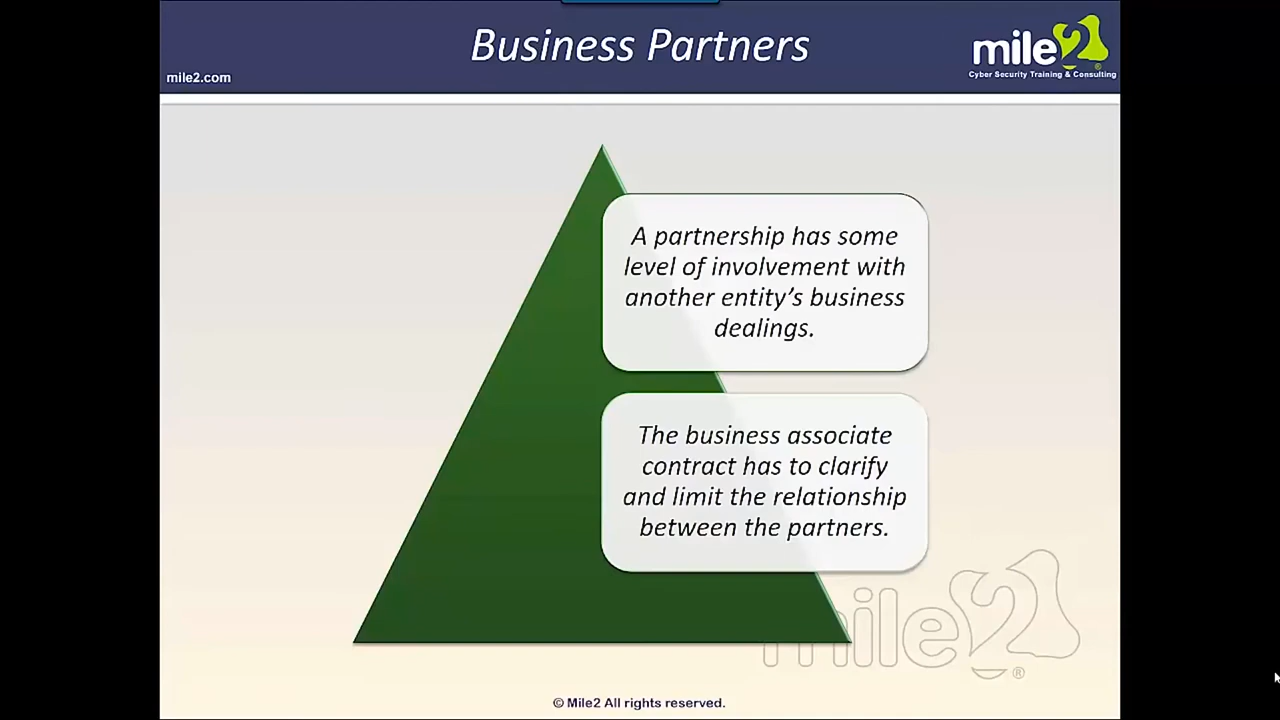 Business Partners
mile2
mile2.com
Cyber Security Training & Consulting
A partnership has some
level of involvement with
another entity’s business
dealings.
The business associate
contract has to clarify
and limit the relationship
between the partners.
mile2
®
© Mile2 All rights reserved.